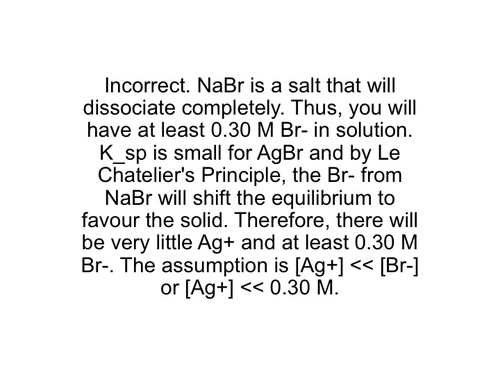 Incorrect. NaBr is a salt that will
dissociate completely. Thus, you will
have at least 0.30 M Br- in solution.
K_sp is small for AgBr and by Le
Chatelier's Principle, the Br- from
NaBr will shift the equilibrium to
favour the solid. Therefore, there will
be very little Ag+ and at least 0.30 M
Br-. The assumption is [Ag+] << [Br-]
or [Ag+] << 0.30 M.